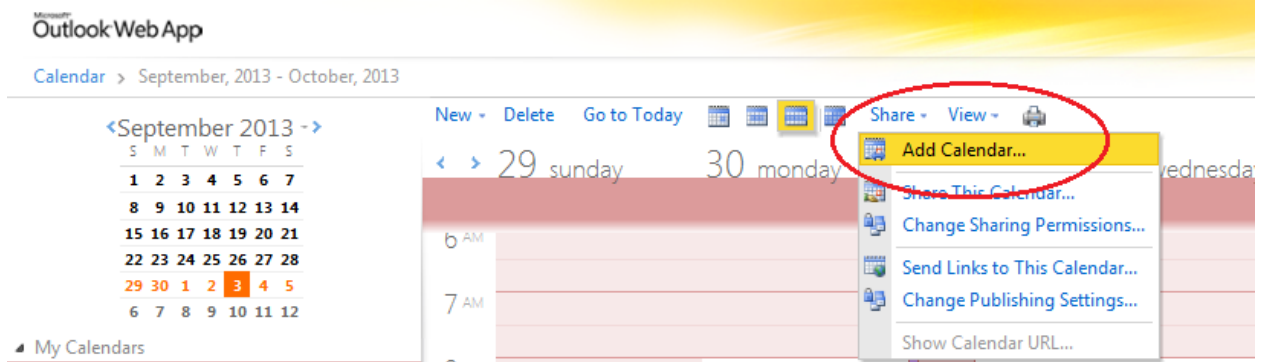 Microsoft®
Outlook Web App
Calendar > September, 2013 - October, 2013
New Delete Go to Today Share View
September 2013 -
S M T W T F S
1 2 3 4 5 6 7
8 9 10 11 12 13 14
15 16 17 18 19 20 21
22 23 24 25 26 27 28
29 30 1 2 3 4 5
6 7 8 9 10 11 12
My Calendars
29 sunday 30 monday wednesda
6 AM
7 AM
Add Calendar...
Share This Calendar...
Change Sharing Permissions...
Send Links to This Calendar...
Change Publishing Settings...
Show Calendar URL...